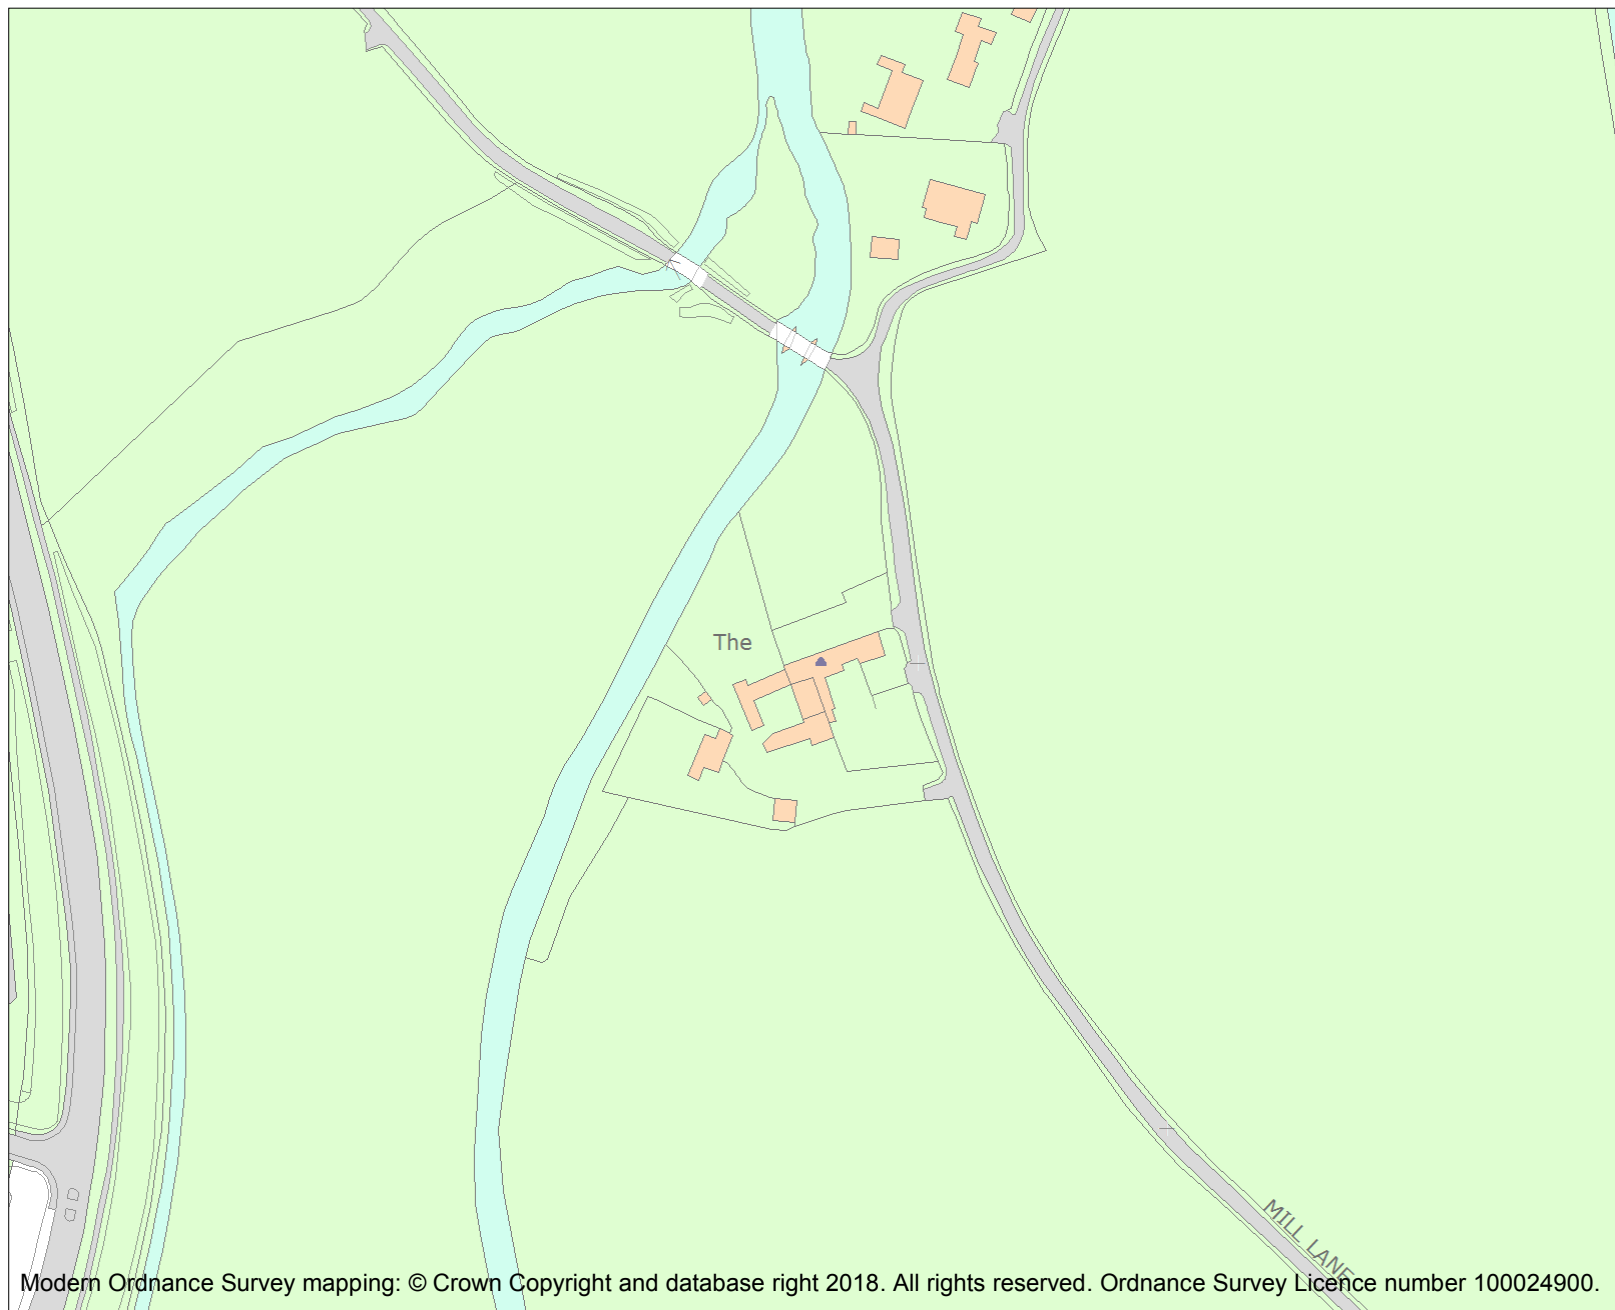 The
MILL LANE
Modern Ordnance Survey mapping: © Crown Copyright and database right 2018. All rights reserved. Ordnance Survey Licence number 100024900.